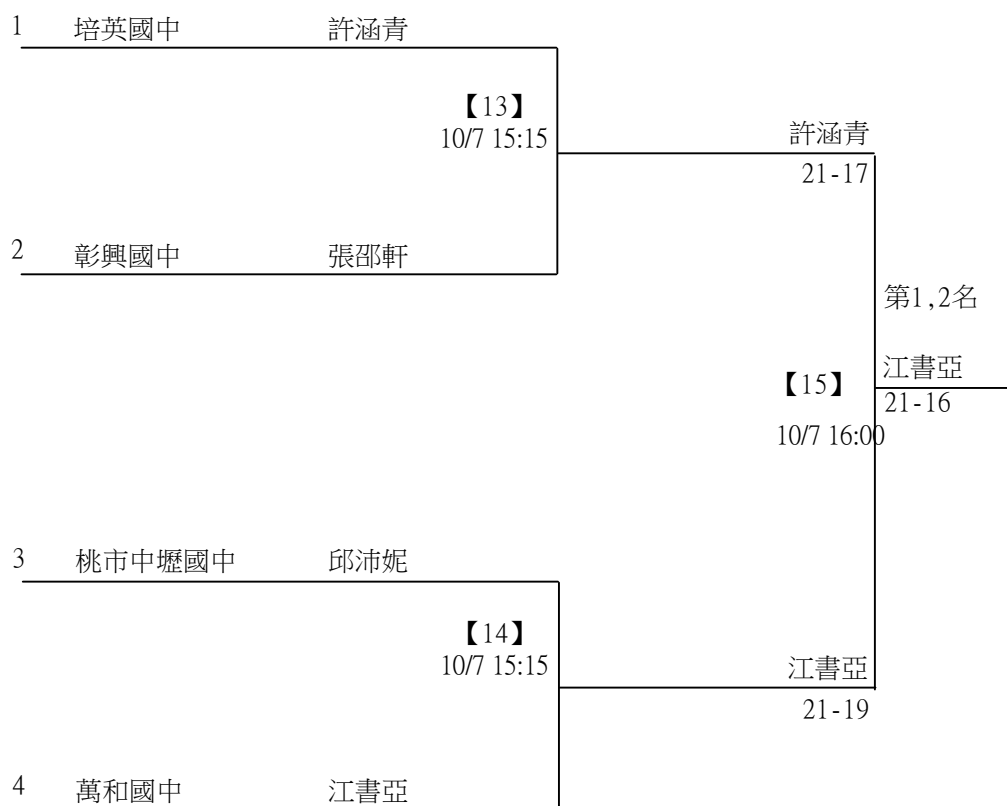 1 培英國中 許涵青
【13】
10/7 15:15
許涵青
21-17
2 彰興國中 張邵軒
第1,2名
江書亞
【15】
21-16
10/7 16:00
3 桃市中壢國中 邱沛妮
【14】
10/7 15:15
江書亞
21-19
4 萬和國中 江書亞